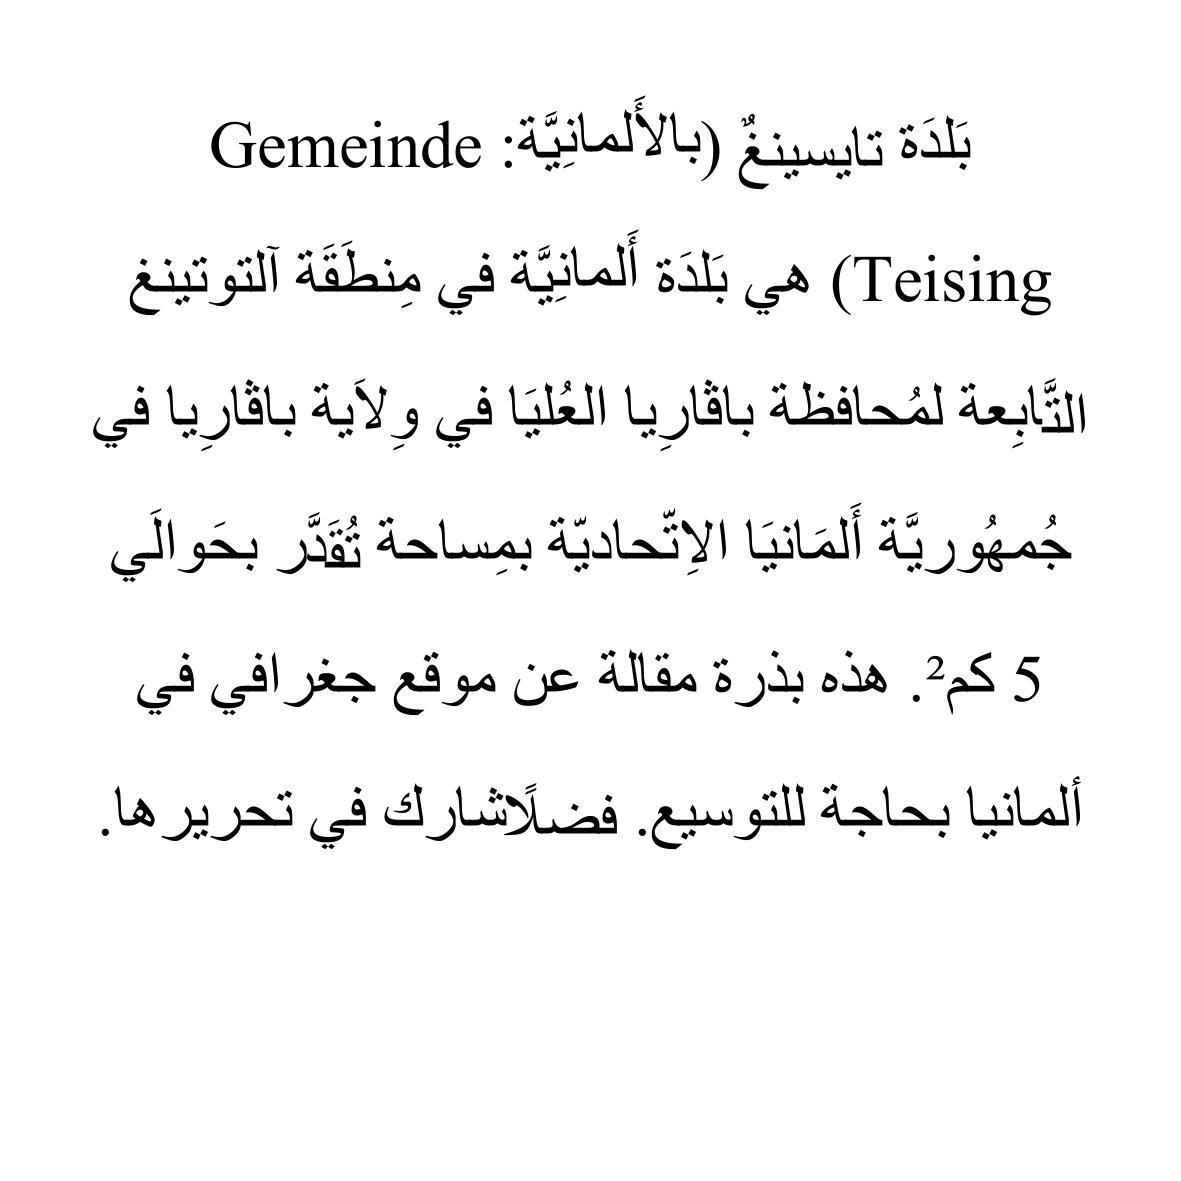 بَلدَة تايسينغٌ (بالأَلمانِيَّة: Gemeinde
Teising) هي بَلدَة أَلمانِيَّة في مِنطَقَة آلتوتينغ
التَّابِعة لمُحافظة باڤارِيا العُليَا في وِلاَية باڤارِيا في
جُمهُوريَّة أَلمَانيَا الاِتّحاديّة بمِساحة تُقَدَّر بحَوالَي
5 كم². هذه بذرة مقالة عن موقع جغرافي في
ألمانيا بحاجة للتوسيع. فضلًاشارك في تحريرها.